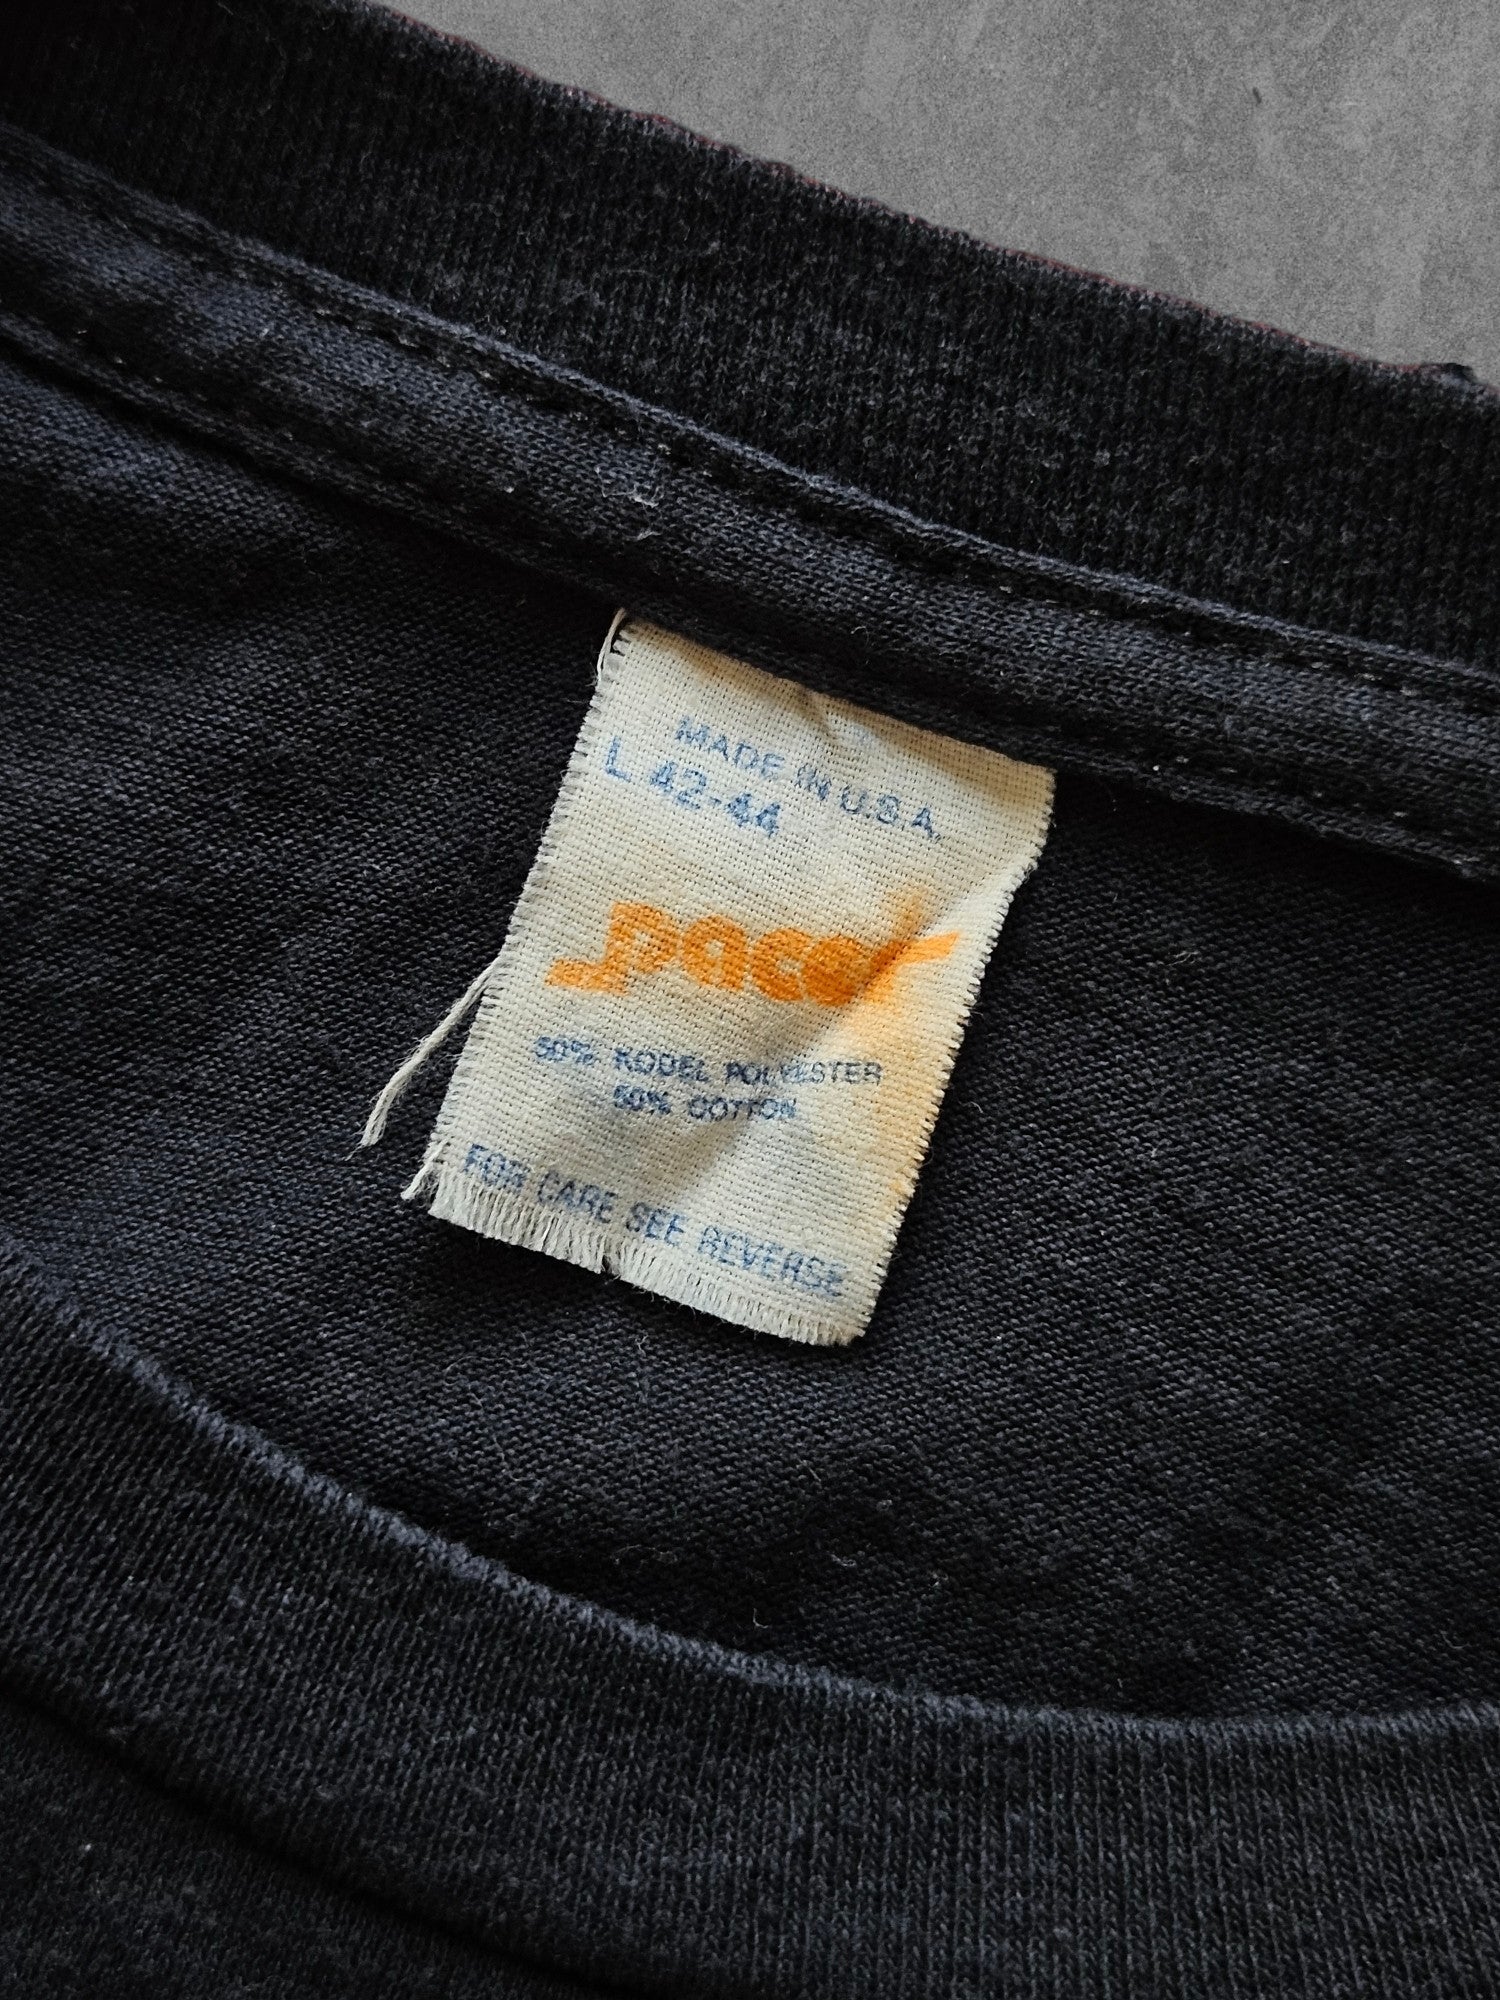 MADE IN U.S.A.
L 42-44
pacer
50% KODEL POLYESTER
50% COTTON
FOR CARE SEE REVERSE